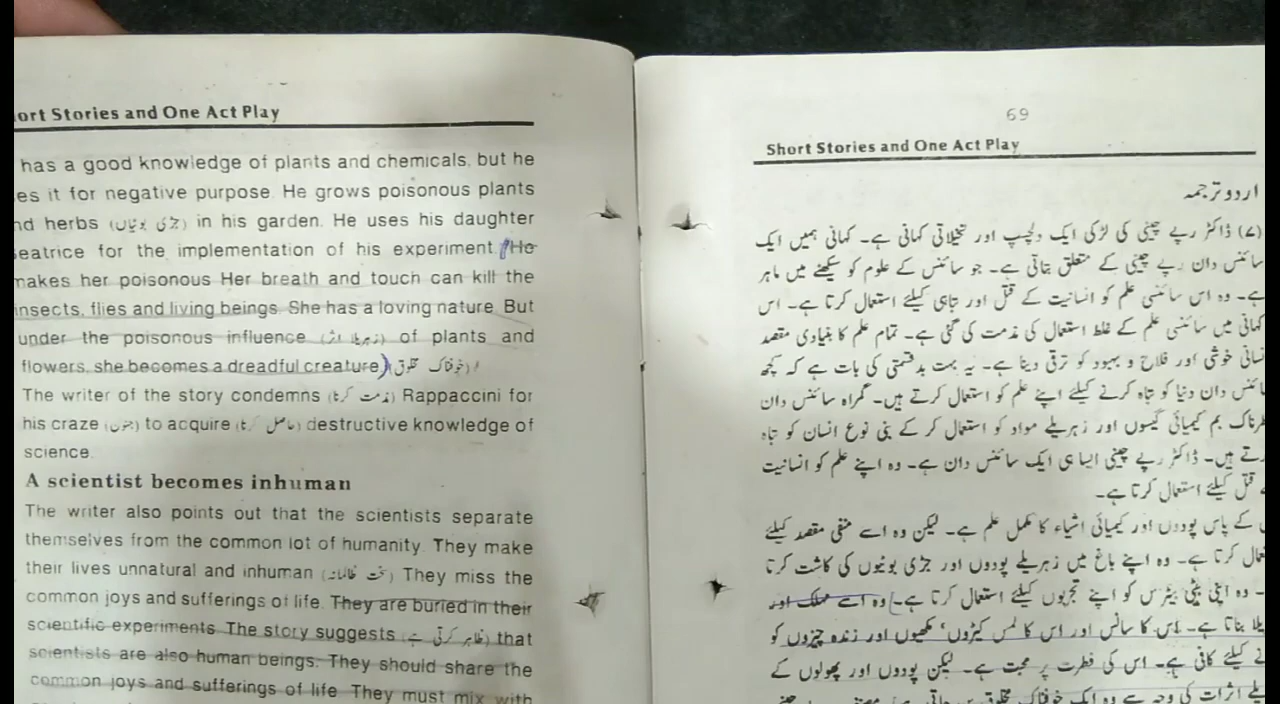 ort Stories and One Act Play
has a good knowledge of plants and chemicals, but he
es it for negative purpose. He grows poisonous plants
nd herbs (جڑی بوٹیاں) in his garden. He uses his daughter
eatrice for the implementation of his experiment. He
makes her poisonous Her breath and touch can kill the
insects, flies and living beings. She has a loving nature. But
under the poisonous influence (زہریلا اثر) of plants and
flowers, she becomes a dreadful creature) (خوفناک مخلوق
The writer of the story condemns (مذمت کرنا) Rappaccini for
his craze (جنون) to acquire (حاصل کرنا) destructive knowledge of
science.
A scientist becomes inhuman
The writer also points out that the scientists separate
themselves from the common lot of humanity. They make
their lives unnatural and inhuman (سخت ظالمانہ) They miss the
common joys and sufferings of life. They are buried in their
scientific experiments. The story suggests (ظاہر کرتی ہے) that
scientists are also human beings. They should share the
common joys and sufferings of life. They must mix with
69
Short Stories and One Act Play
اردو ترجمہ
(۷) ڈاکٹر رپے چینی کی لڑکی ایک دلچسپ اور تخیلاتی کہانی ہے۔ کہانی ہمیں ایک
سائنس دان رپے چینی کے متعلق بتاتی ہے۔ جو سائنس کے علوم کو سیکھنے میں ماہر
ہے۔ وہ اس سائنسی علم کو انسانیت کے قتل اور تباہی کیلئے استعمال کرتا ہے۔ اس
کہانی میں سائنسی علم کے غلط استعمال کی مذمت کی گئی ہے۔ تمام علم کا بنیادی مقصد
نسانی خوشی اور فلاح و بہبود کو ترقی دینا ہے۔ یہ بہت بدقسمتی کی بات ہے کہ کچھ
ائنس دان دنیا کو تباہ کرنے کیلئے اپنے علم کو استعمال کرتے ہیں۔ گمراہ سائنس دان
طرناک بم کیمیائی گیسوں اور زہریلے مواد کو استعمال کر کے بنی نوع انسان کو تباہ
رتے ہیں۔ ڈاکٹر رپے چینی ایسا ہی ایک سائنس دان ہے۔ وہ اپنے علم کو انسانیت
قتل کیلئے استعمال کرتا ہے۔
کے پاس پودوں اور کیمیائی اشیاء کا مکمل علم ہے۔ لیکن وہ اسے منفی مقصد کیلئے
ال کرتا ہے۔ وہ اپنے باغ میں زہریلے پودوں اور جڑی بوٹیوں کی کاشت کرتا
۔ وہ اپنی بیٹی بیٹرس کو اپنے تجربوں کیلئے استعمال کرتا ہے۔ وہ اسے مہلک اور
یلا بناتا ہے۔ اس کا سانس اور اس کا لمس کیڑوں، مکھیوں اور زندہ چیزوں کو
نے کیلئے کافی ہے۔ اس کی فطرت پر محبت ہے۔ لیکن پودوں اور پھولوں کے
یلے اثرات کی وجہ سے وہ ایک خوفناک مخلوق بن جاتی ہے۔